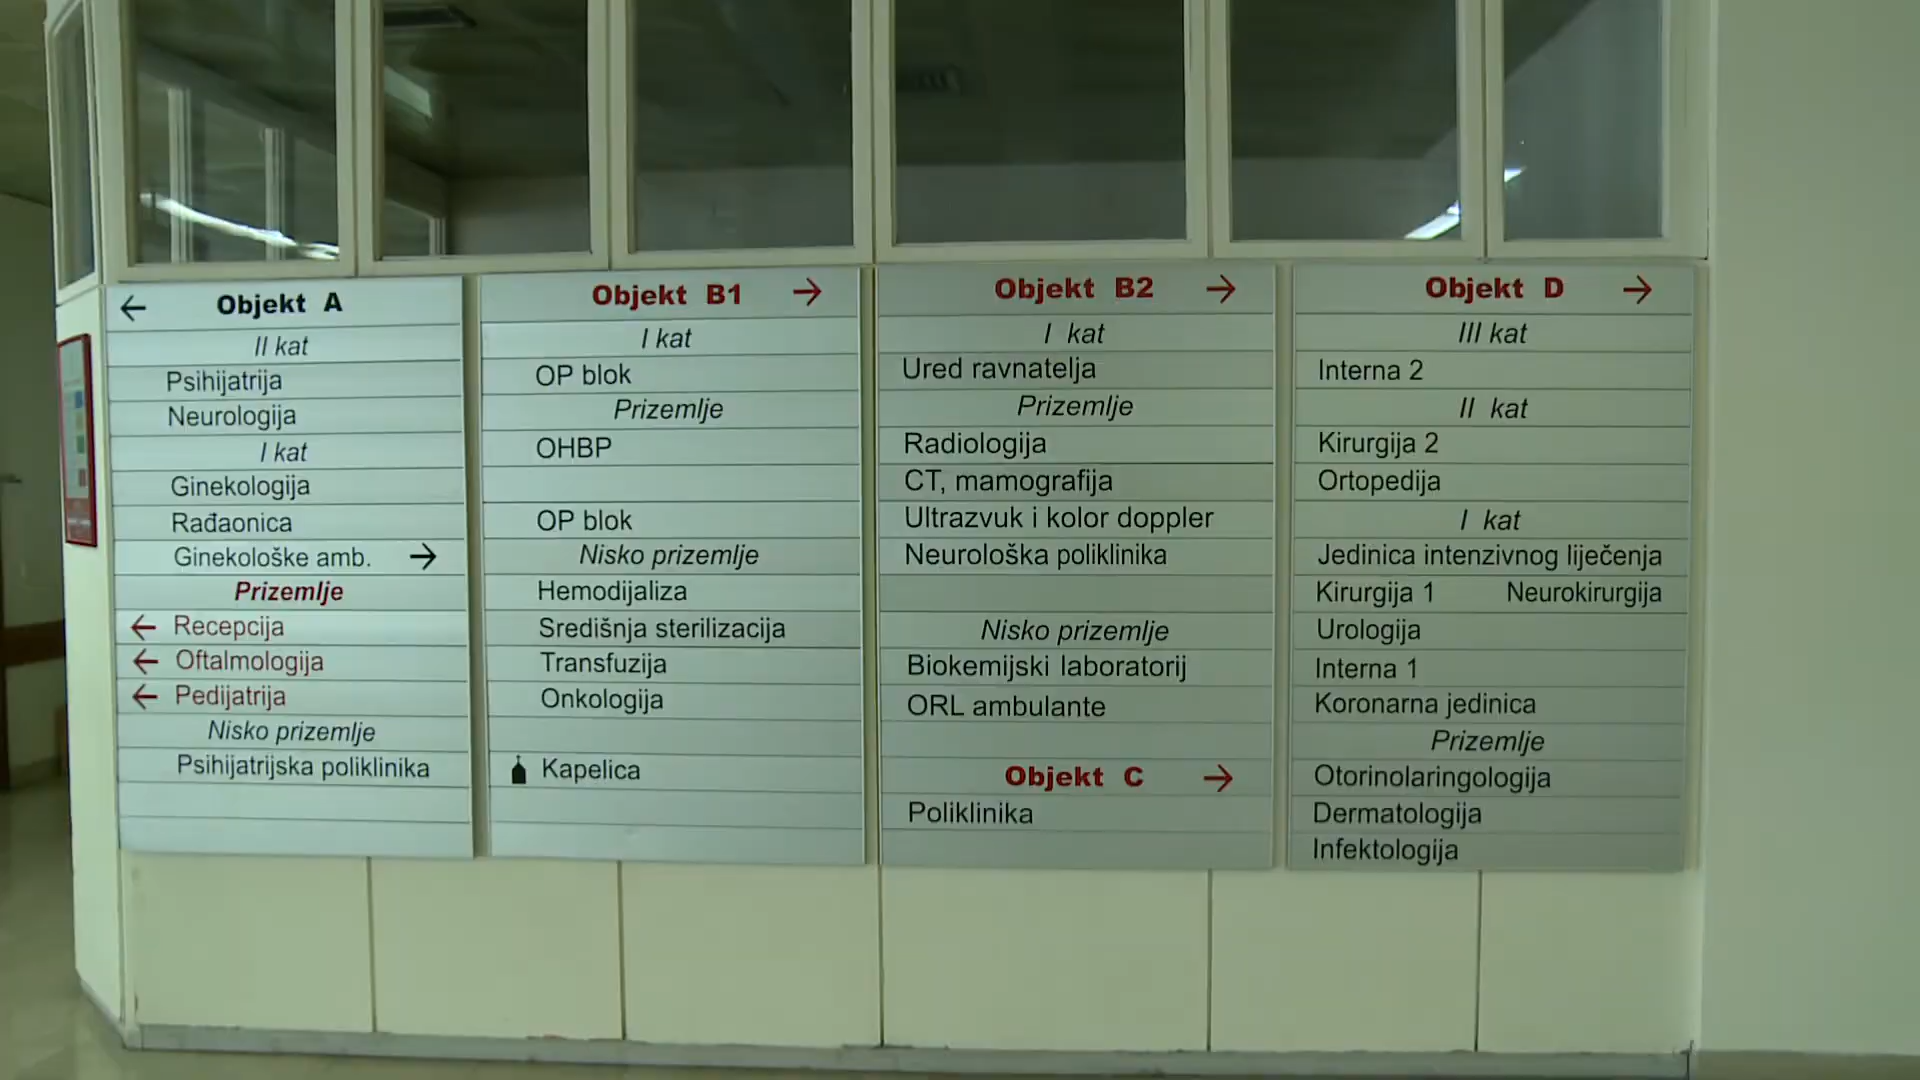 ← Objekt A
II kat
Psihijatrija
Neurologija
I kat
Ginekologija
Rađaonica
Ginekološke amb. →
Prizemlje
← Recepcija
← Oftalmologija
← Pedijatrija
Nisko prizemlje
Psihijatrijska poliklinika
Objekt B1 →
I kat
OP blok
Prizemlje
OHBP
OP blok
Nisko prizemlje
Hemodijaliza
Središnja sterilizacija
Transfuzija
Onkologija
Kapelica
Objekt B2 →
I kat
Ured ravnatelja
Prizemlje
Radiologija
CT, mamografija
Ultrazvuk i kolor doppler
Neurološka poliklinika
Nisko prizemlje
Biokemijski laboratorij
ORL ambulante
Objekt C →
Poliklinika
Objekt D →
III kat
Interna 2
II kat
Kirurgija 2
Ortopedija
I kat
Jedinica intenzivnog liječenja
Kirurgija 1 Neurokirurgija
Urologija
Interna 1
Koronarna jedinica
Prizemlje
Otorinolaringologija
Dermatologija
Infektologija